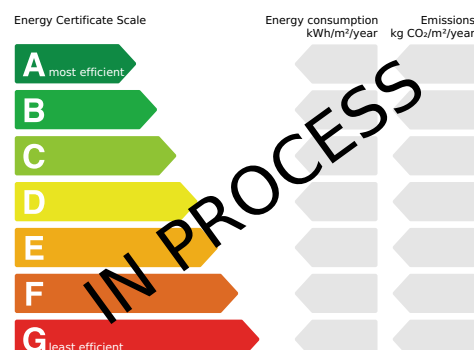 Energy Certificate Scale
Energy consumption
kWh/m²/year
Emissions
kg CO₂/m²/year
A most efficient
B
C
D
E
F
G least efficient
IN PROCESS